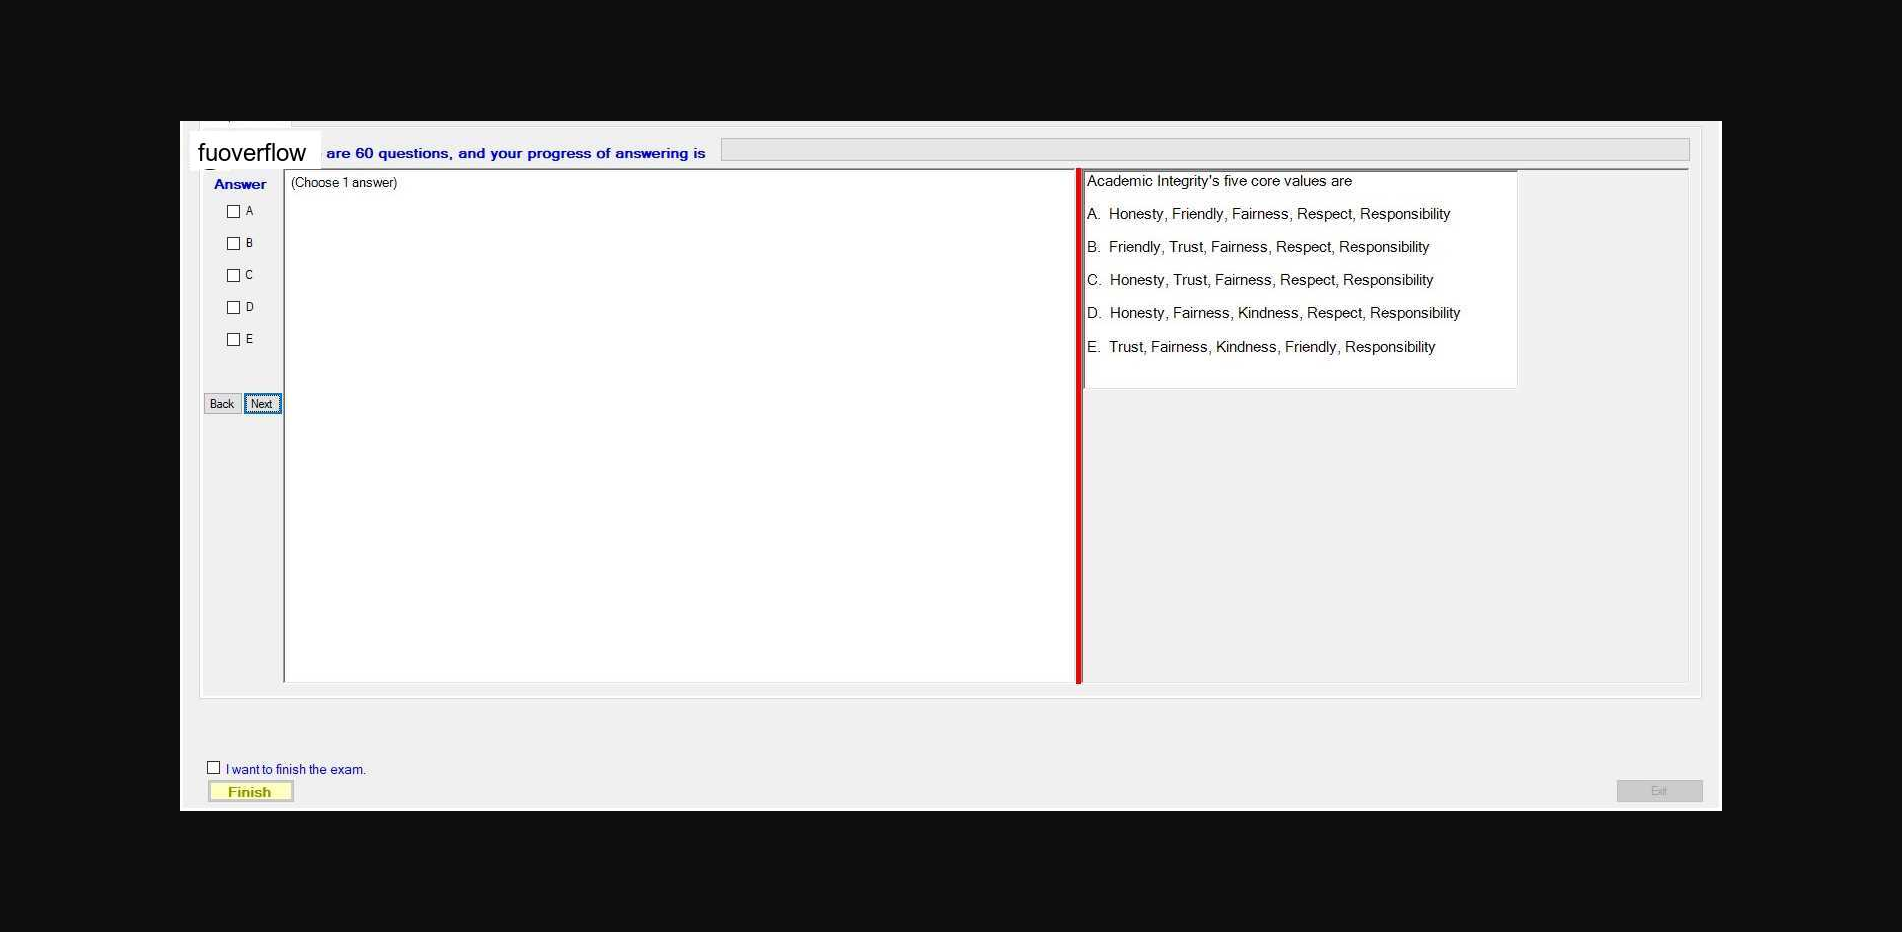 fuoverflow are 60 questions, and your progress of answering is
Answer
A
B
C
D
E
Back Next
(Choose 1 answer)
Academic Integrity's five core values are
A. Honesty, Friendly, Fairness, Respect, Responsibility
B. Friendly, Trust, Fairness, Respect, Responsibility
C. Honesty, Trust, Fairness, Respect, Responsibility
D. Honesty, Fairness, Kindness, Respect, Responsibility
E. Trust, Fairness, Kindness, Friendly, Responsibility
I want to finish the exam.
Finish
Exit